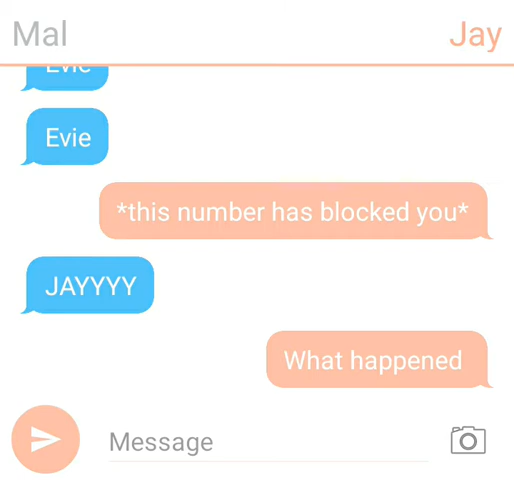 Mal
Jay
Evie
Evie
*this number has blocked you*
JAYYYY
What happened
Message